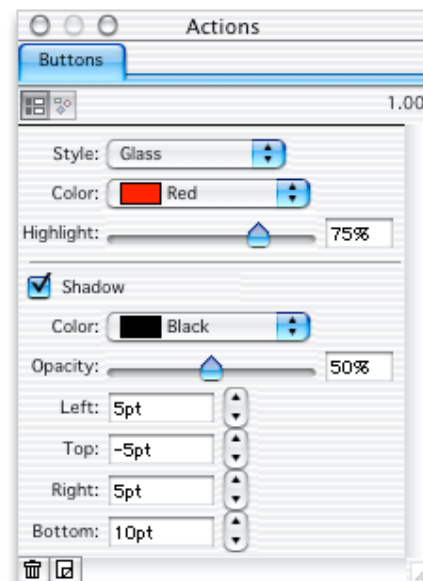 Actions
Buttons
1.00
Style: Glass
Color: Red
Highlight: 75%
Shadow
Color: Black
Opacity: 50%
Left: 5pt
Top: -5pt
Right: 5pt
Bottom: 10pt